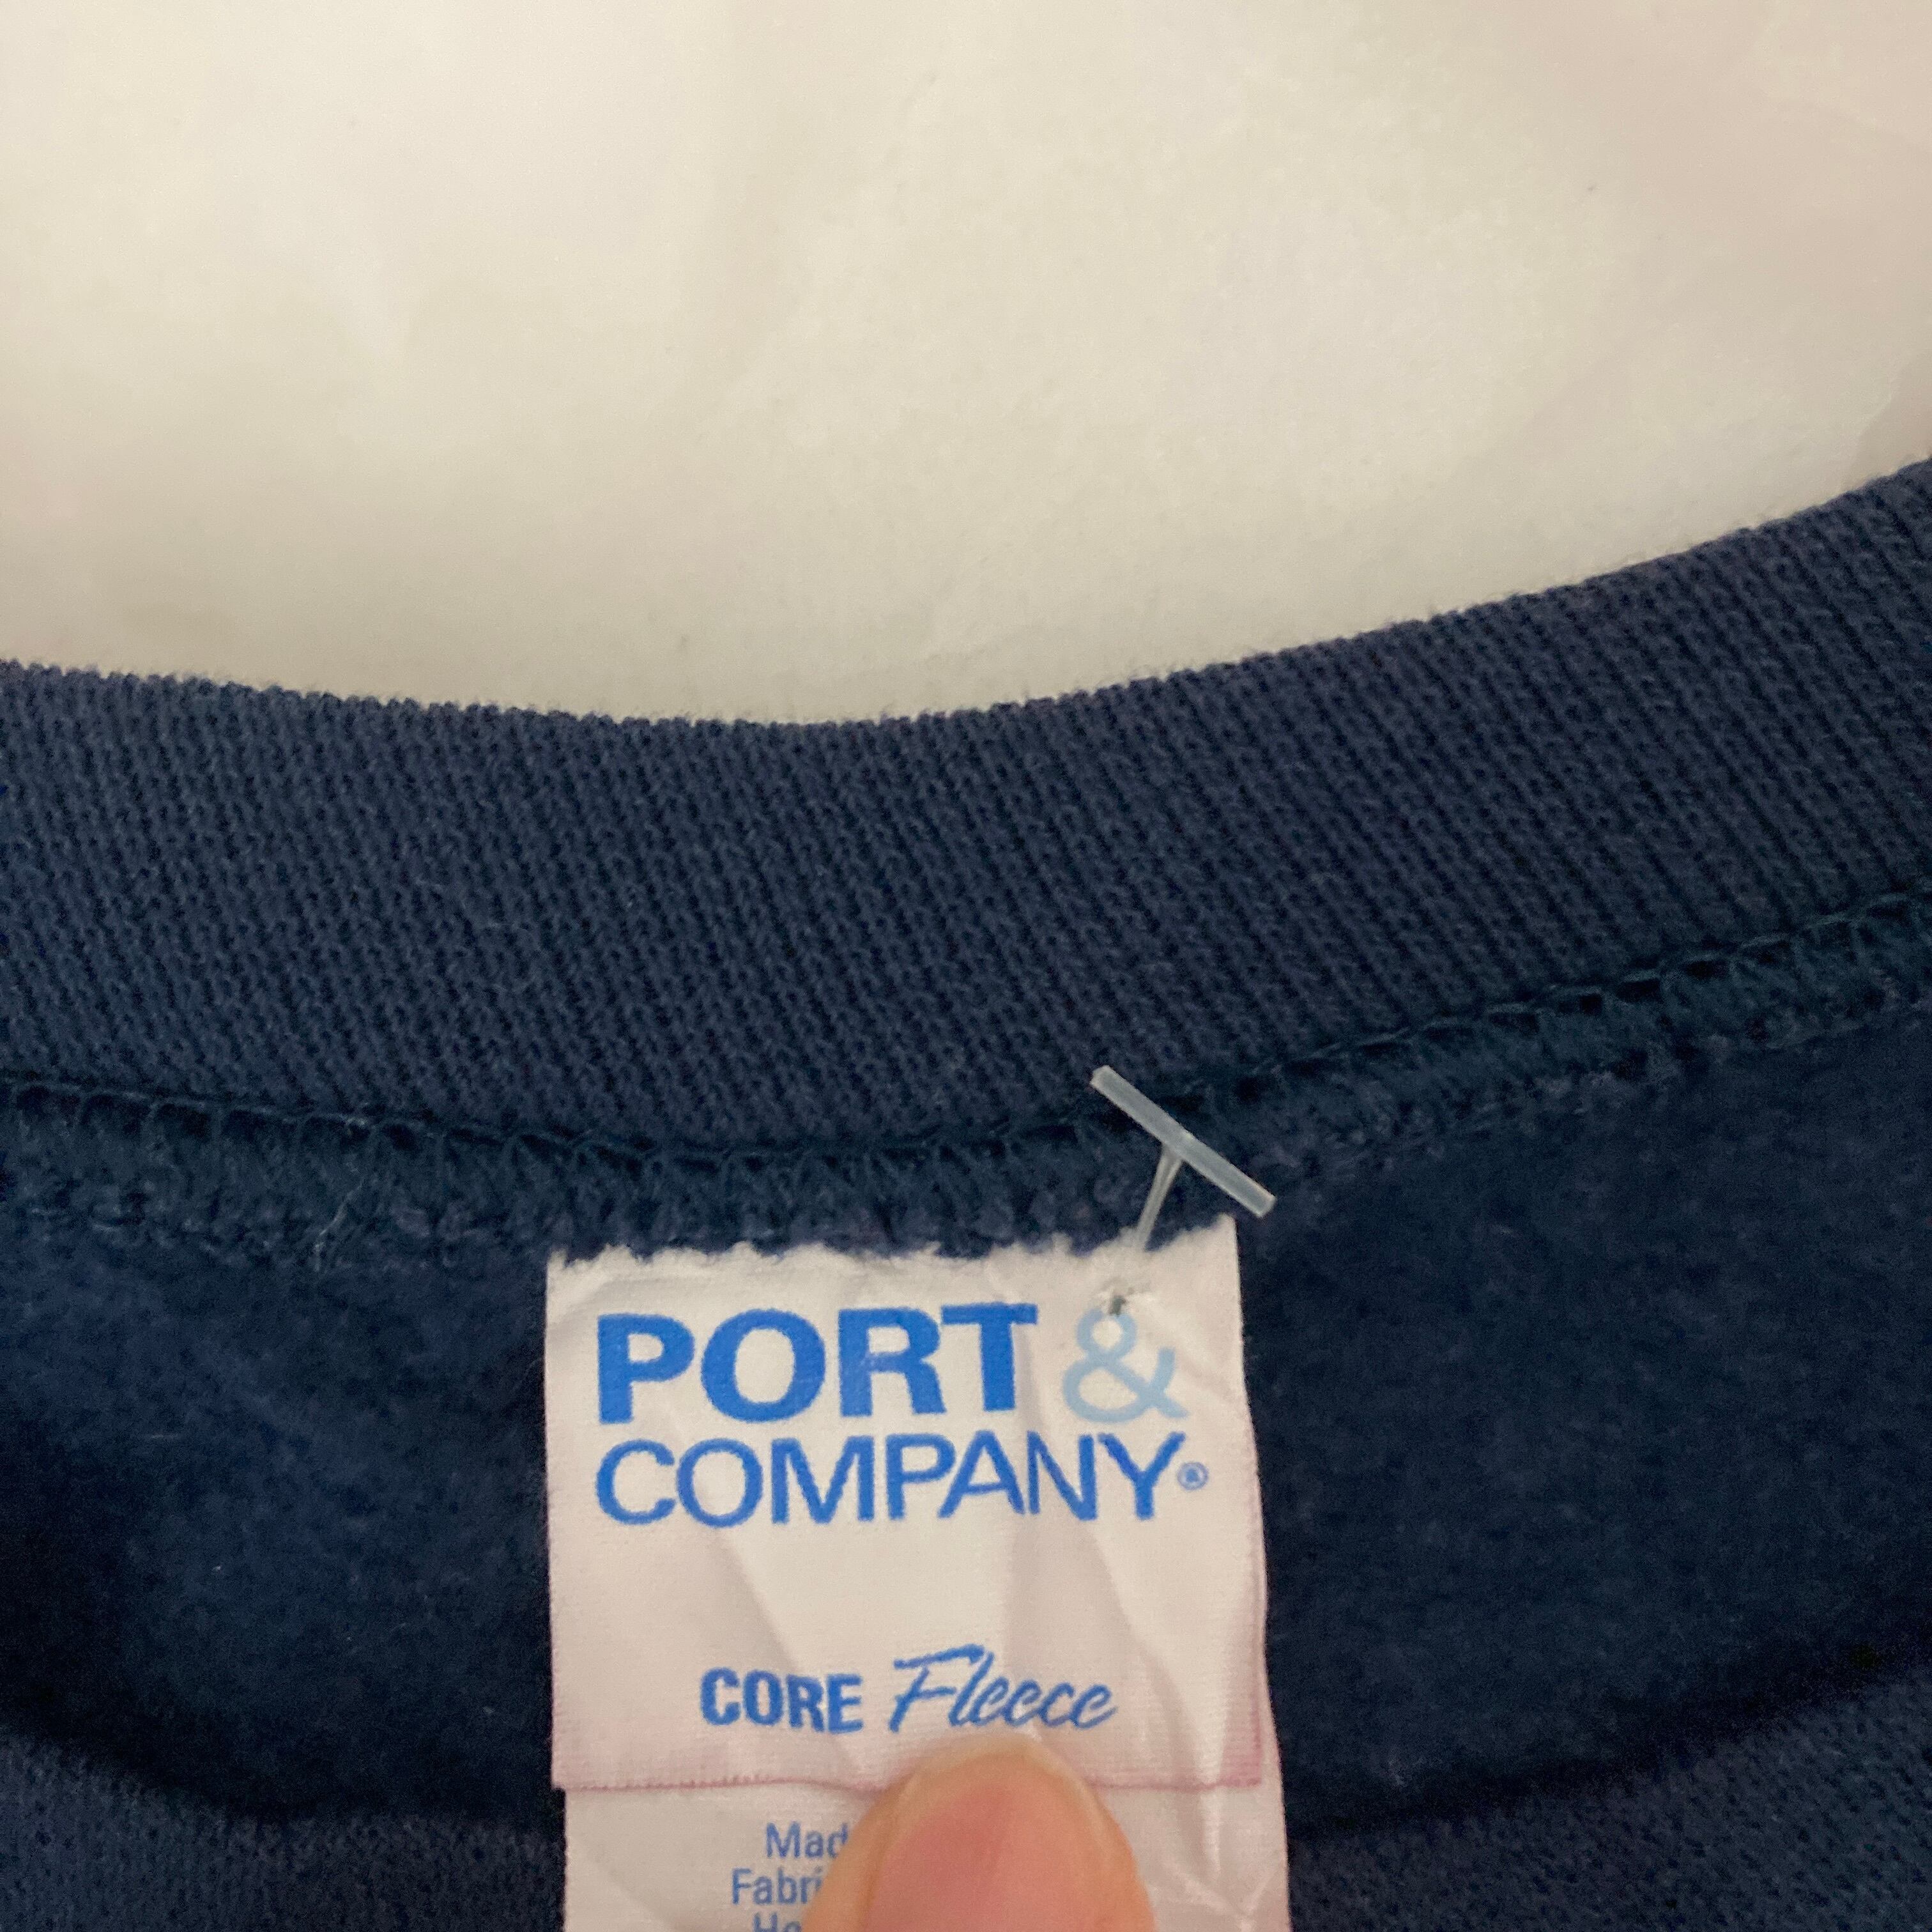 PORT &
COMPANY®
CORE Fleece